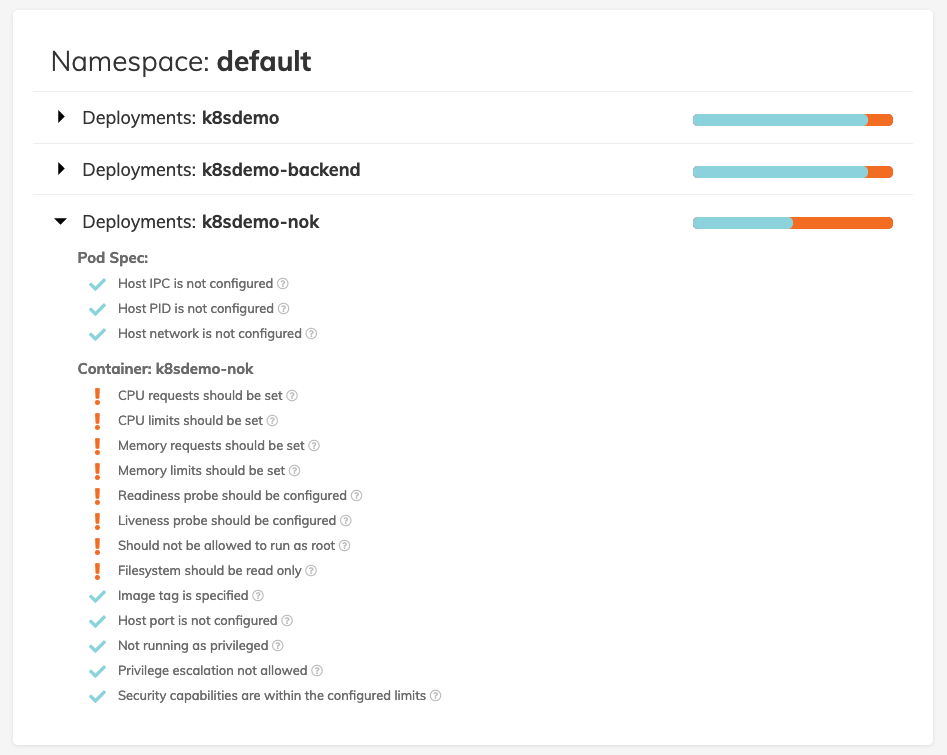 Namespace: default
Deployments: k8sdemo
Deployments: k8sdemo-backend
Deployments: k8sdemo-nok
Pod Spec:
Host IPC is not configured ?
Host PID is not configured ?
Host network is not configured ?
Container: k8sdemo-nok
! CPU requests should be set ?
! CPU limits should be set ?
! Memory requests should be set ?
! Memory limits should be set ?
! Readiness probe should be configured ?
! Liveness probe should be configured ?
! Should not be allowed to run as root ?
! Filesystem should be read only ?
Image tag is specified ?
Host port is not configured ?
Not running as privileged ?
Privilege escalation not allowed ?
Security capabilities are within the configured limits ?